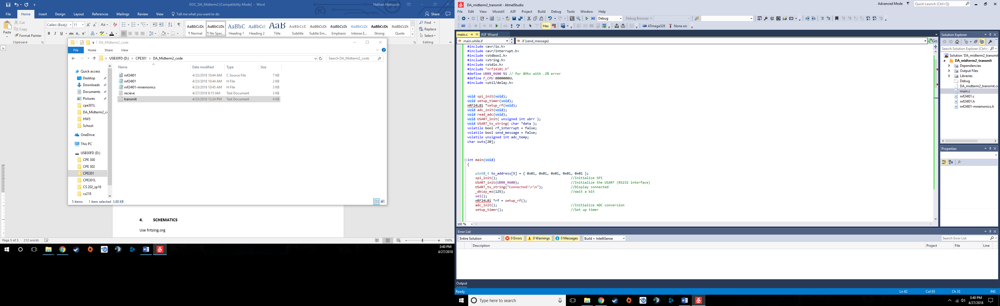 DOC_DA_Midterm2 [Compatibility Mode] - Word
Nathan Hanuscin
File Home Insert Design Layout References Mailings Review View Tell me what you want to do
Share
Paste
Cut
Copy
Format Painter
Clipboard
Calibri (Body) 11
¶ Normal
¶ No Spac...
Heading 1
Heading 2
Title
Subtitle
Subtle Em...
Emphasis
Intense E...
Strong
Quote
Find
Replace
Select
Editing
DA_Midterm2_code
File Home Share View
USB30FD (D:) > CPE301 > DA_Midterm2_code
Search DA_Midterm2_code
Name Date modified Type Size
nrf24l01 4/23/2018 10:44 AM C Source File 7 KB
nrf24l01 4/23/2018 10:44 AM H File 2 KB
nrf24l01-mnemonics 4/23/2018 10:45 AM H File 3 KB
recieve 4/27/2018 9:15 AM Text Document 3 KB
transmit 4/23/2018 12:24 PM Text Document 4 KB
Quick access
Desktop
Downloads
Documents
Pictures
cpe301L
DA_Midterm2_c
HW5
School
OneDrive
This PC
USB30FD (D:)
CPE 300
CPE 302
CPE301
CPE301L
CS 202_sp16
cs218
5 items 1 item selected 3.88 KB
4. SCHEMATICS
Use fritzing.org
Page 5 of 5 212 words
100%
3:40 PM
4/27/2018
DA_midterm2_transmit - AtmelStudio
Advanced Mode
Quick Launch (Ctrl+Q)
File Edit View VAssistX ASF Project Build Debug Tools Window Help
Debug
Debug Browser
Hex
ATmega328 None on
main.c
ASF Wizard
main.while.if
if (send_message)
Go
#include <avr/io.h>
#include <avr/interrupt.h>
#include <stdbool.h>
#include <string.h>
#include <stdio.h>
#include "nrf24l01.h"
#define UBRR_9600 51 // for 8Mhz with .2% error
#define F_CPU 8000000UL
#include <util/delay.h>
void spi_init(void);
void setup_timer(void);
nRF24L01 *setup_rf(void);
void adc_init(void);
void read_adc(void);
void USART_init( unsigned int ubrr );
void USART_tx_string( char *data );
volatile bool rf_interrupt = false;
volatile bool send_message = false;
volatile unsigned int adc_temp;
char outs[20];
int main(void)
{
uint8_t to_address[5] = { 0x01, 0x01, 0x01, 0x01, 0x01 };
spi_init(); //Initialize SPI
USART_init(UBRR_9600); //Initialize the USART (RS232 interface)
USART_tx_string("Connected!\r\n"); //Display connected
_delay_ms(125); //wait a bit
sei();
nRF24L01 *rf = setup_rf();
adc_init(); //Initialize ADC conversion
setup_timer(); //Set up timer
100 %
Solution Explorer
Search Solution Explorer (Ctrl+;
Solution 'DA_midterm2_transmit
DA_midterm2_transmit
Dependencies
Output Files
Libraries
Debug
DA_midterm2_transmit.c
main.c
nrf24l01.c
nrf24l01.h
nrf24l01-mnemonics.h
Properties
Error List
Entire Solution
0 Errors
0 Warnings
0 Messages
Build + IntelliSense
Search Error List
Description Project File Line
Output
Ready
Ln 62 Col 65 Ch 33 INS
Type here to search
3:40 PM
4/27/2018